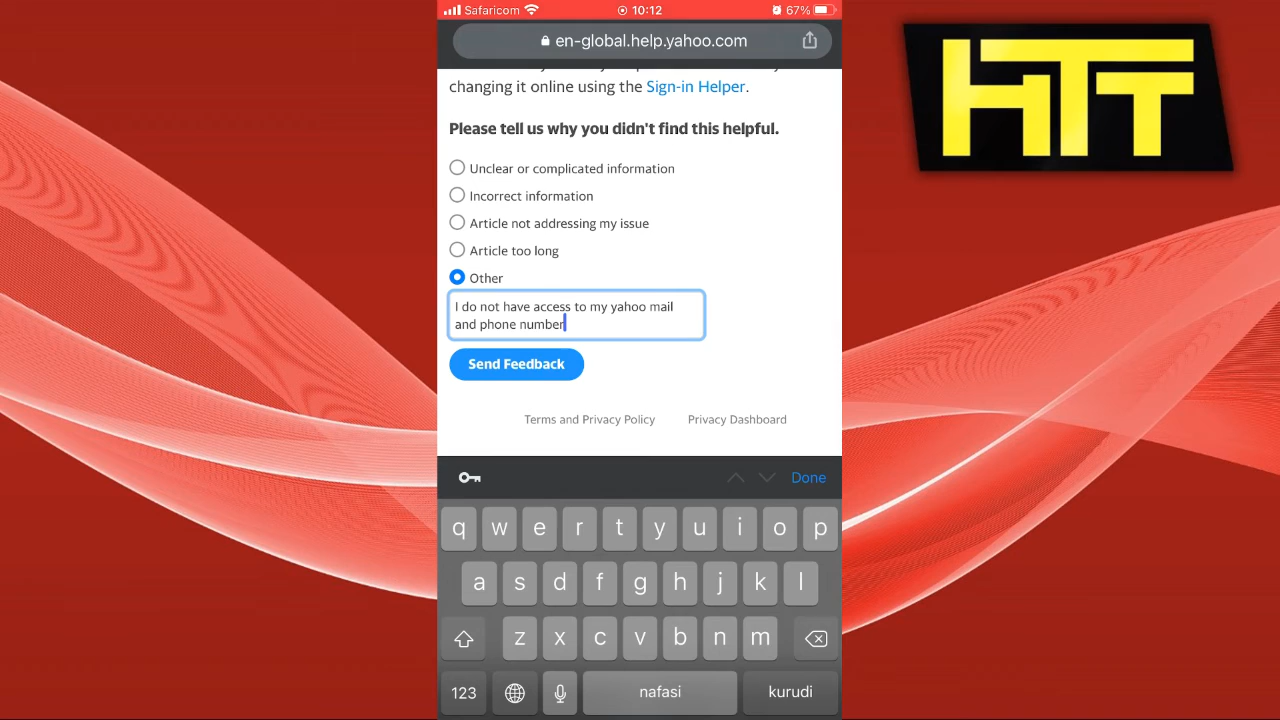 Safaricom
10:12
67%
en-global.help.yahoo.com
HTT
changing it online using the Sign-in Helper.
Please tell us why you didn't find this helpful.
Unclear or complicated information
Incorrect information
Article not addressing my issue
Article too long
Other
I do not have access to my yahoo mail
and phone number
Send Feedback
Terms and Privacy Policy
Privacy Dashboard
Done
q w e r t y u i o p
a s d f g h j k l
z x c v b n m
123
nafasi
kurudi